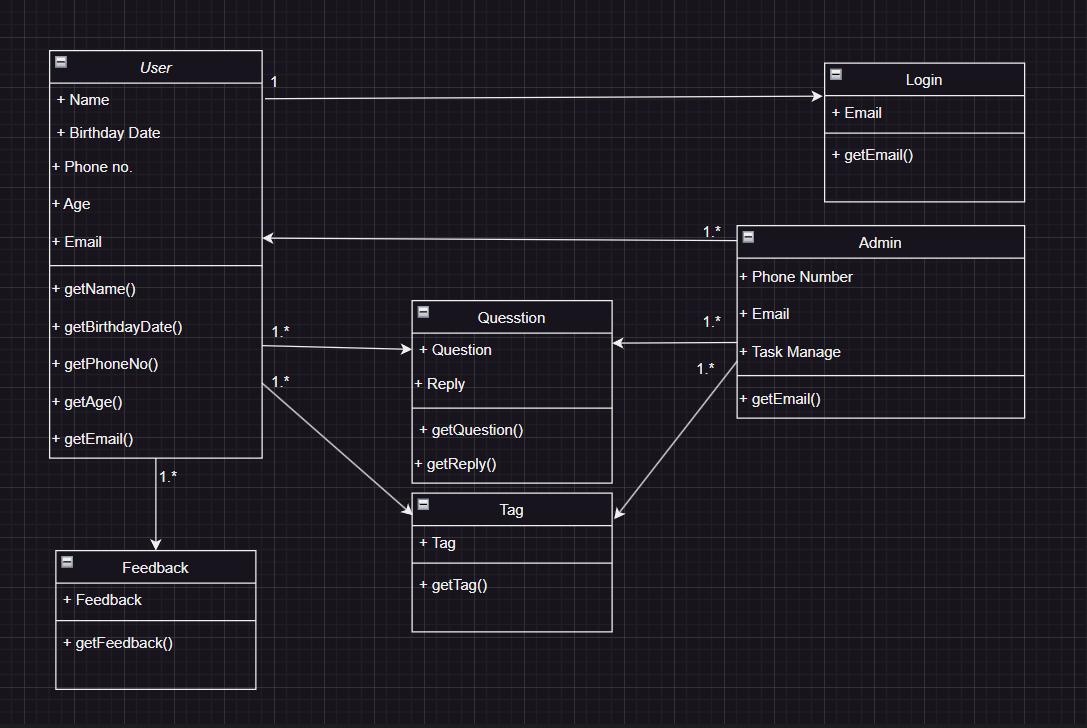 User
+ Name
+ Birthday Date
+ Phone no.
+ Age
+ Email
+ getName()
+ getBirthdayDate()
+ getPhoneNo()
+ getAge()
+ getEmail()
1
1.*
1.*
1.*
Login
+ Email
+ getEmail()
Admin
+ Phone Number
+ Email
+ Task Manage
+ getEmail()
1.*
1.*
1.*
Quesstion
+ Question
+ Reply
+ getQuestion()
+ getReply()
Tag
+ Tag
+ getTag()
Feedback
+ Feedback
+ getFeedback()